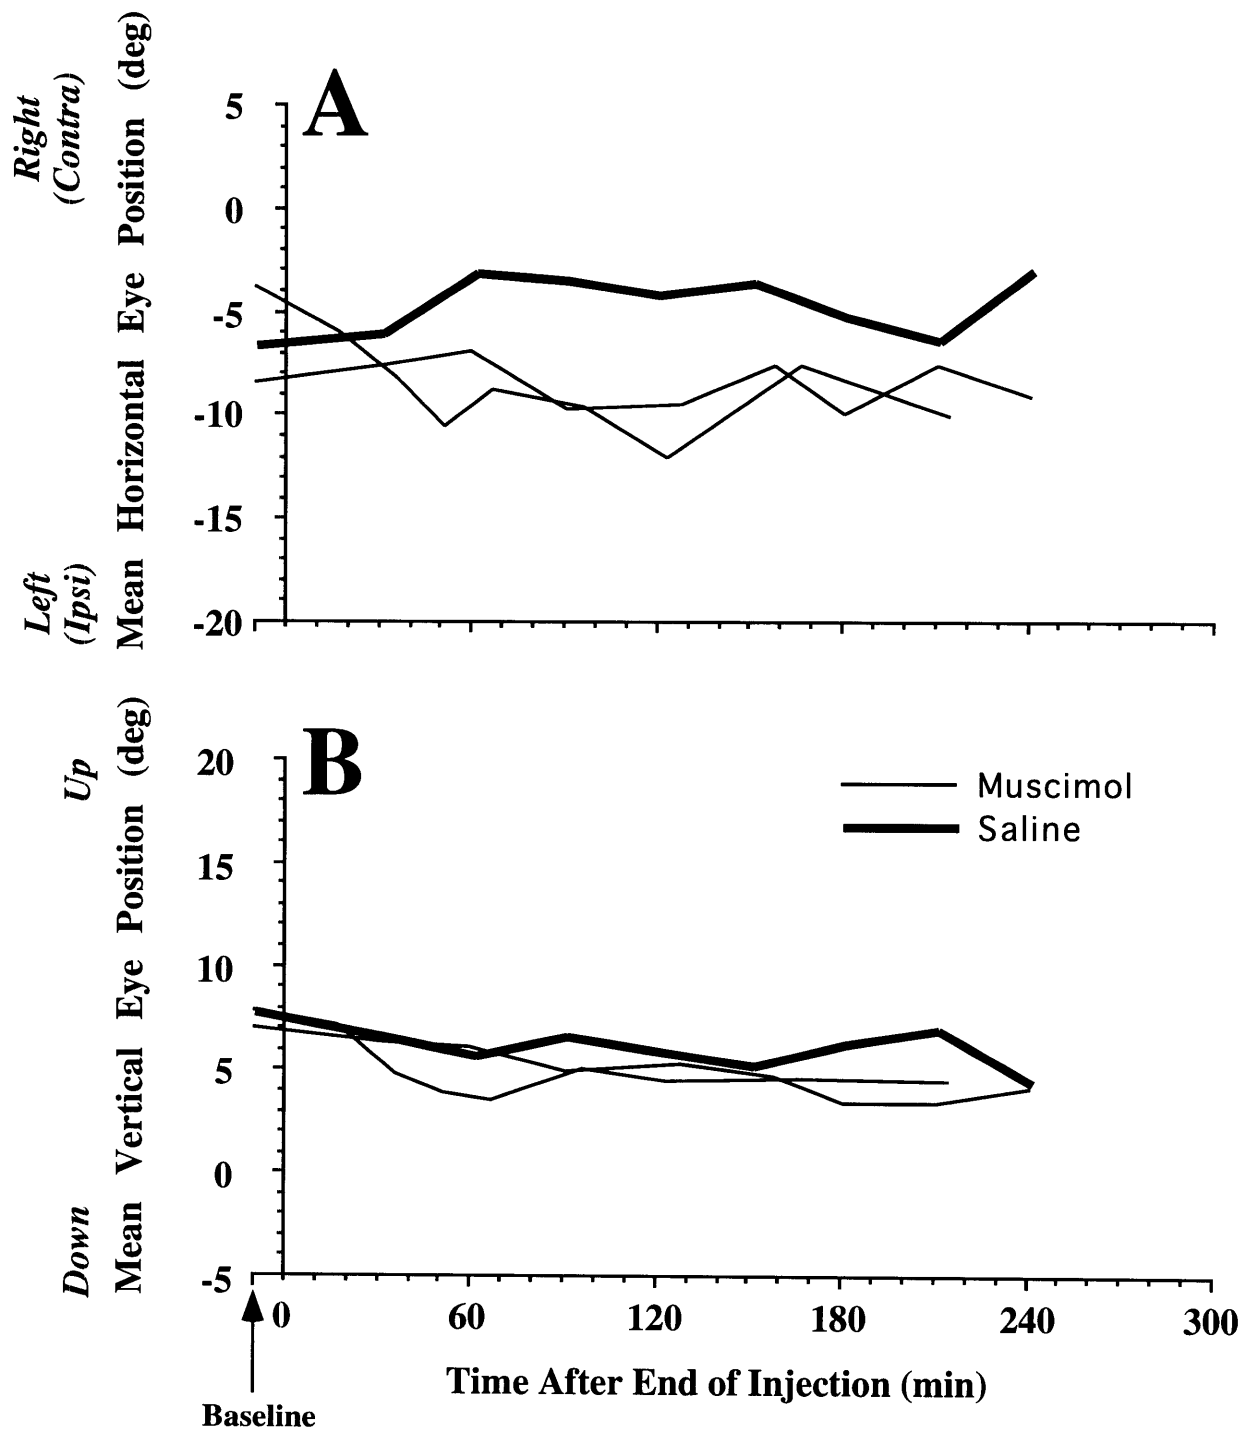 A
Right
(Contra)
Left
(Ipsi)
Mean Horizontal Eye Position (deg)
5
0
-5
-10
-15
-20
B
Up
Down
Mean Vertical Eye Position (deg)
20
15
10
5
0
-5
Muscimol
Saline
0 60 120 180 240 300
Time After End of Injection (min)
Baseline